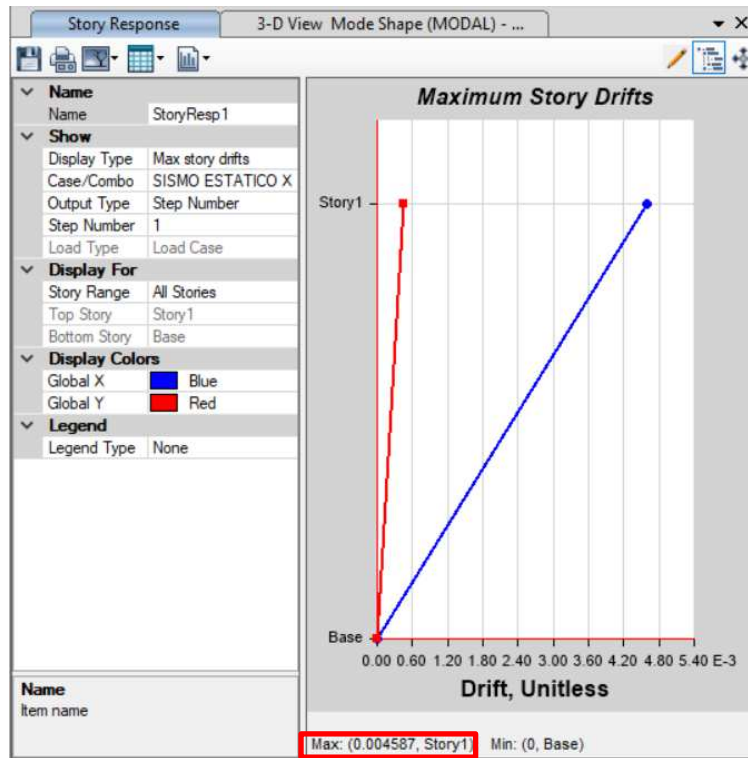 Story Response
3-D View Mode Shape (MODAL) - ...
Name
Name StoryResp1
Show
Display Type Max story drifts
Case/Combo SISMO ESTATICO X
Output Type Step Number
Step Number 1
Load Type Load Case
Display For
Story Range All Stories
Top Story Story1
Bottom Story Base
Display Colors
Global X Blue
Global Y Red
Legend
Legend Type None
Name
Item name
Maximum Story Drifts
Story1
Base
0.00 0.60 1.20 1.80 2.40 3.00 3.60 4.20 4.80 5.40 E-3
Drift, Unitless
Max: (0.004587, Story1) Min: (0, Base)